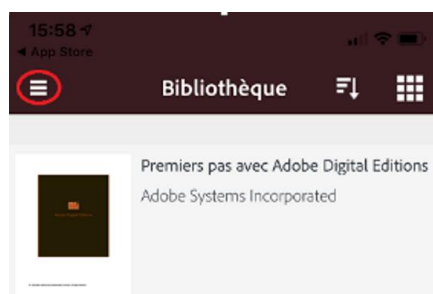 15:58
◀ App Store
Bibliothèque
Premiers pas avec Adobe Digital Editions
Adobe Systems Incorporated